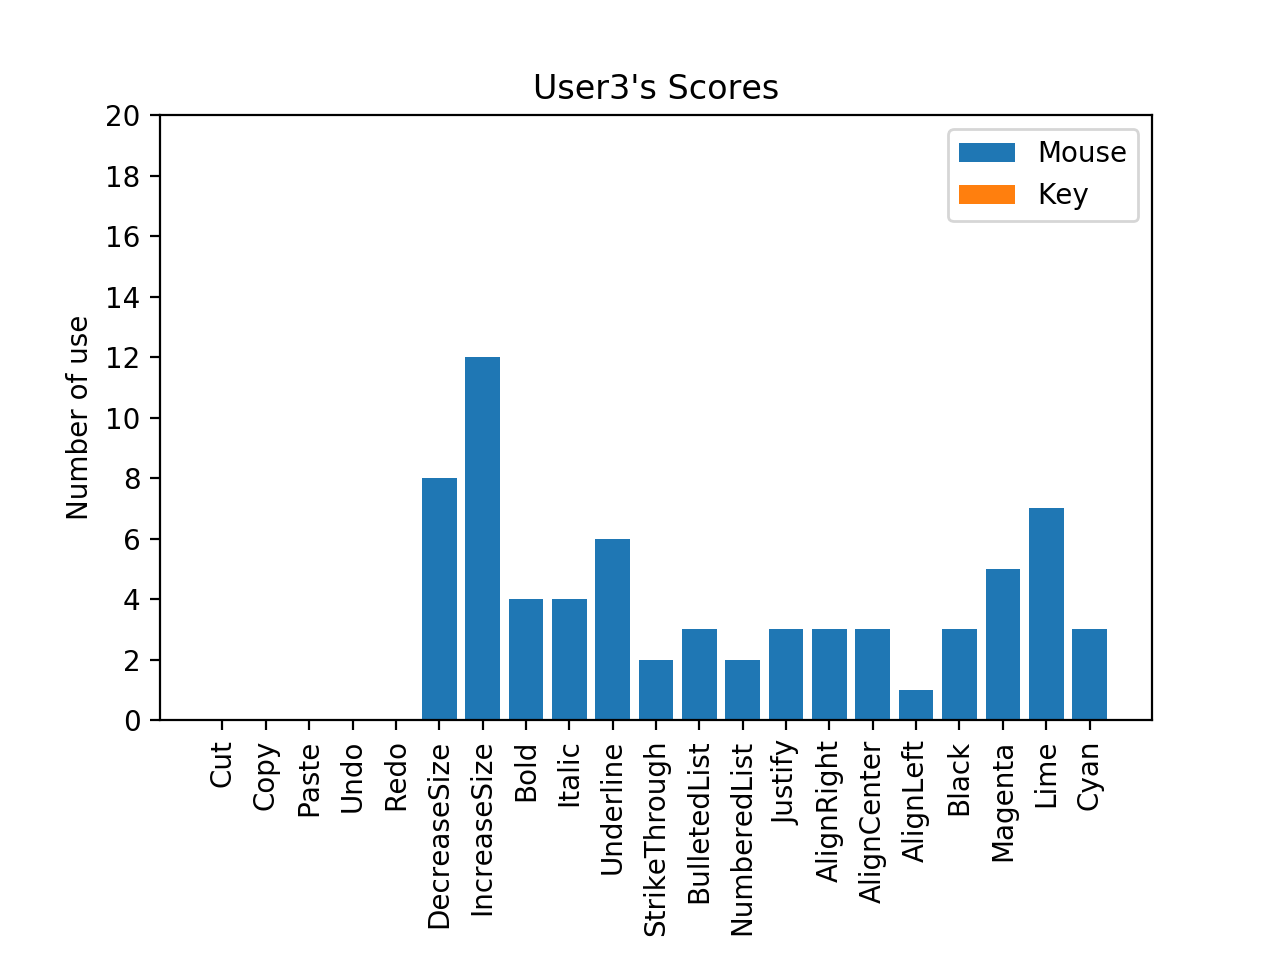 User3's Scores
Mouse
Key
Number of use
20
18
16
14
12
10
8
6
4
2
0
Cut
Copy
Paste
Undo
Redo
DecreaseSize
IncreaseSize
Bold
Italic
Underline
StrikeThrough
BulletedList
NumberedList
Justify
AlignRight
AlignCenter
AlignLeft
Black
Magenta
Lime
Cyan